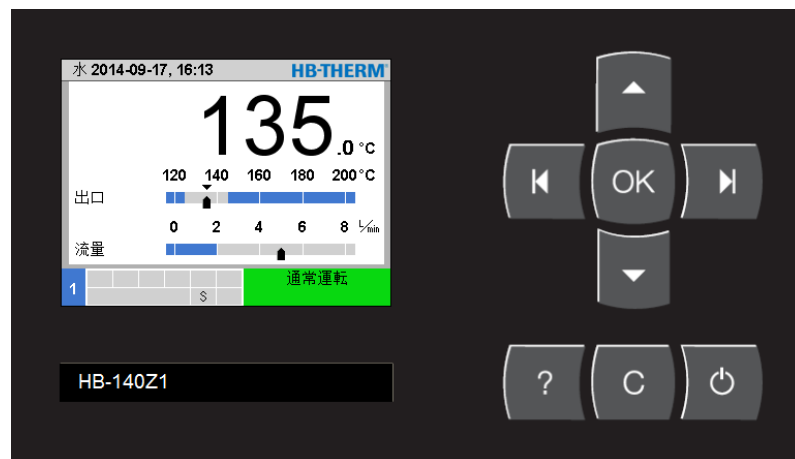 水 2014-09-17, 16:13 HB-THERM®
135.0 °C
120 140 160 180 200°C
出口
0 2 4 6 8 L/min
流量
1 S 通常運転
HB-140Z1
OK
? C